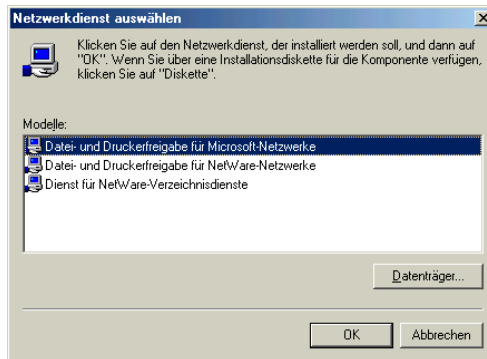 Netzwerkdienst auswählen
Klicken Sie auf den Netzwerkdienst, der installiert werden soll, und dann auf
"OK". Wenn Sie über eine Installationsdiskette für die Komponente verfügen,
klicken Sie auf "Diskette".
Modelle:
Datei- und Druckerfreigabe für Microsoft-Netzwerke
Datei- und Druckerfreigabe für NetWare-Netzwerke
Dienst für NetWare-Verzeichnisdienste
Datenträger...
OK
Abbrechen